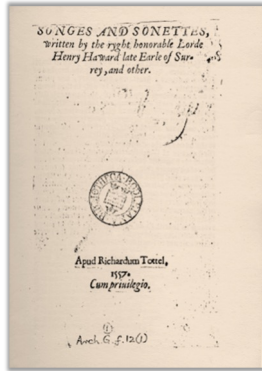 SONGES AND SONETTES,
written by the ryght honorable Lorde
Henry Haward late Earle of Sur-
rey, and other.
Apud Richardum Tottel.
1557.
Cum priuilegio.
(1)
Arch. G f. 12 (1)